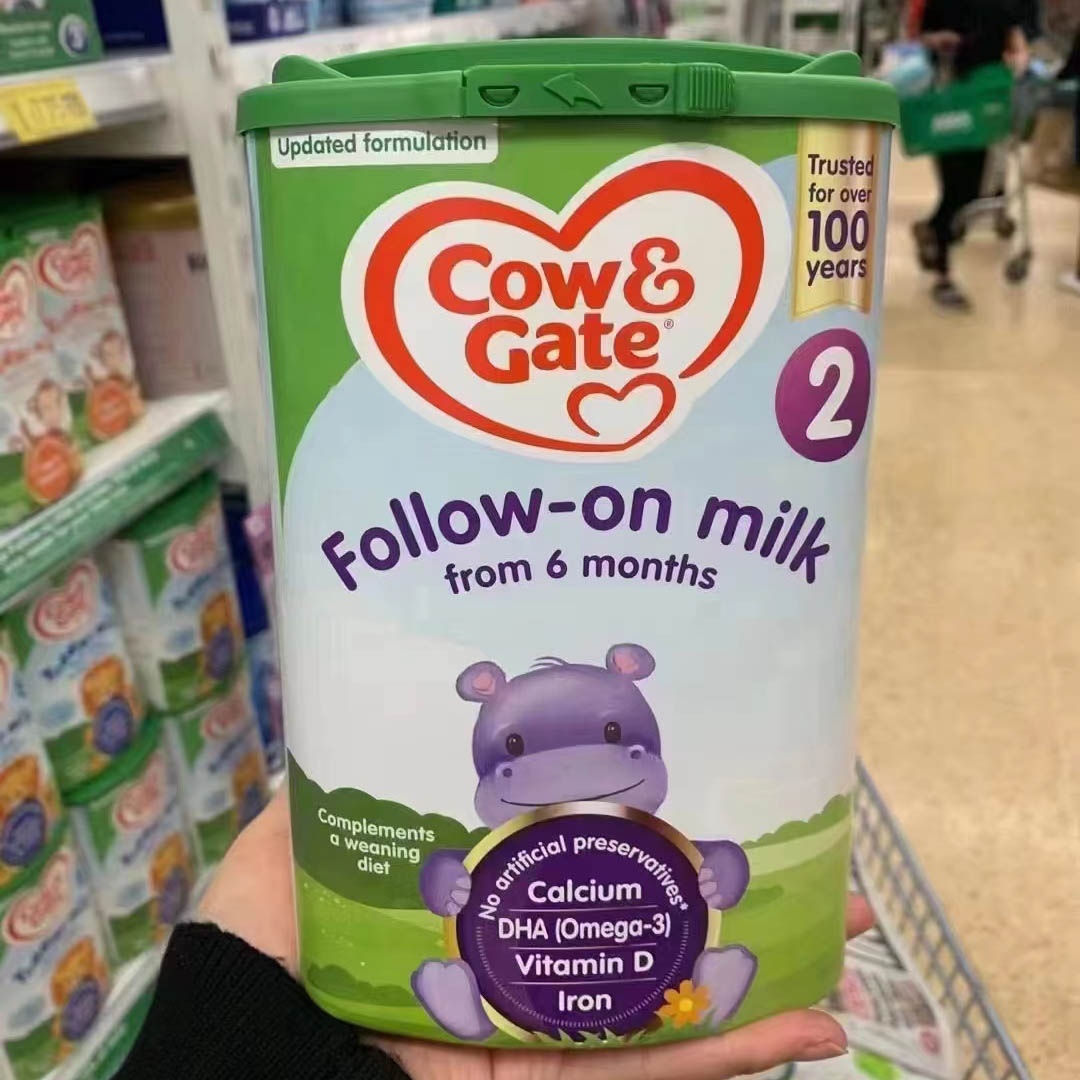 Updated formulation
Trusted
for over
100
years
Cow&
Gate®
2
Follow-on milk
from 6 months
Complements
a weaning
diet
No artificial preservatives*
Calcium
DHA (Omega-3)
Vitamin D
Iron